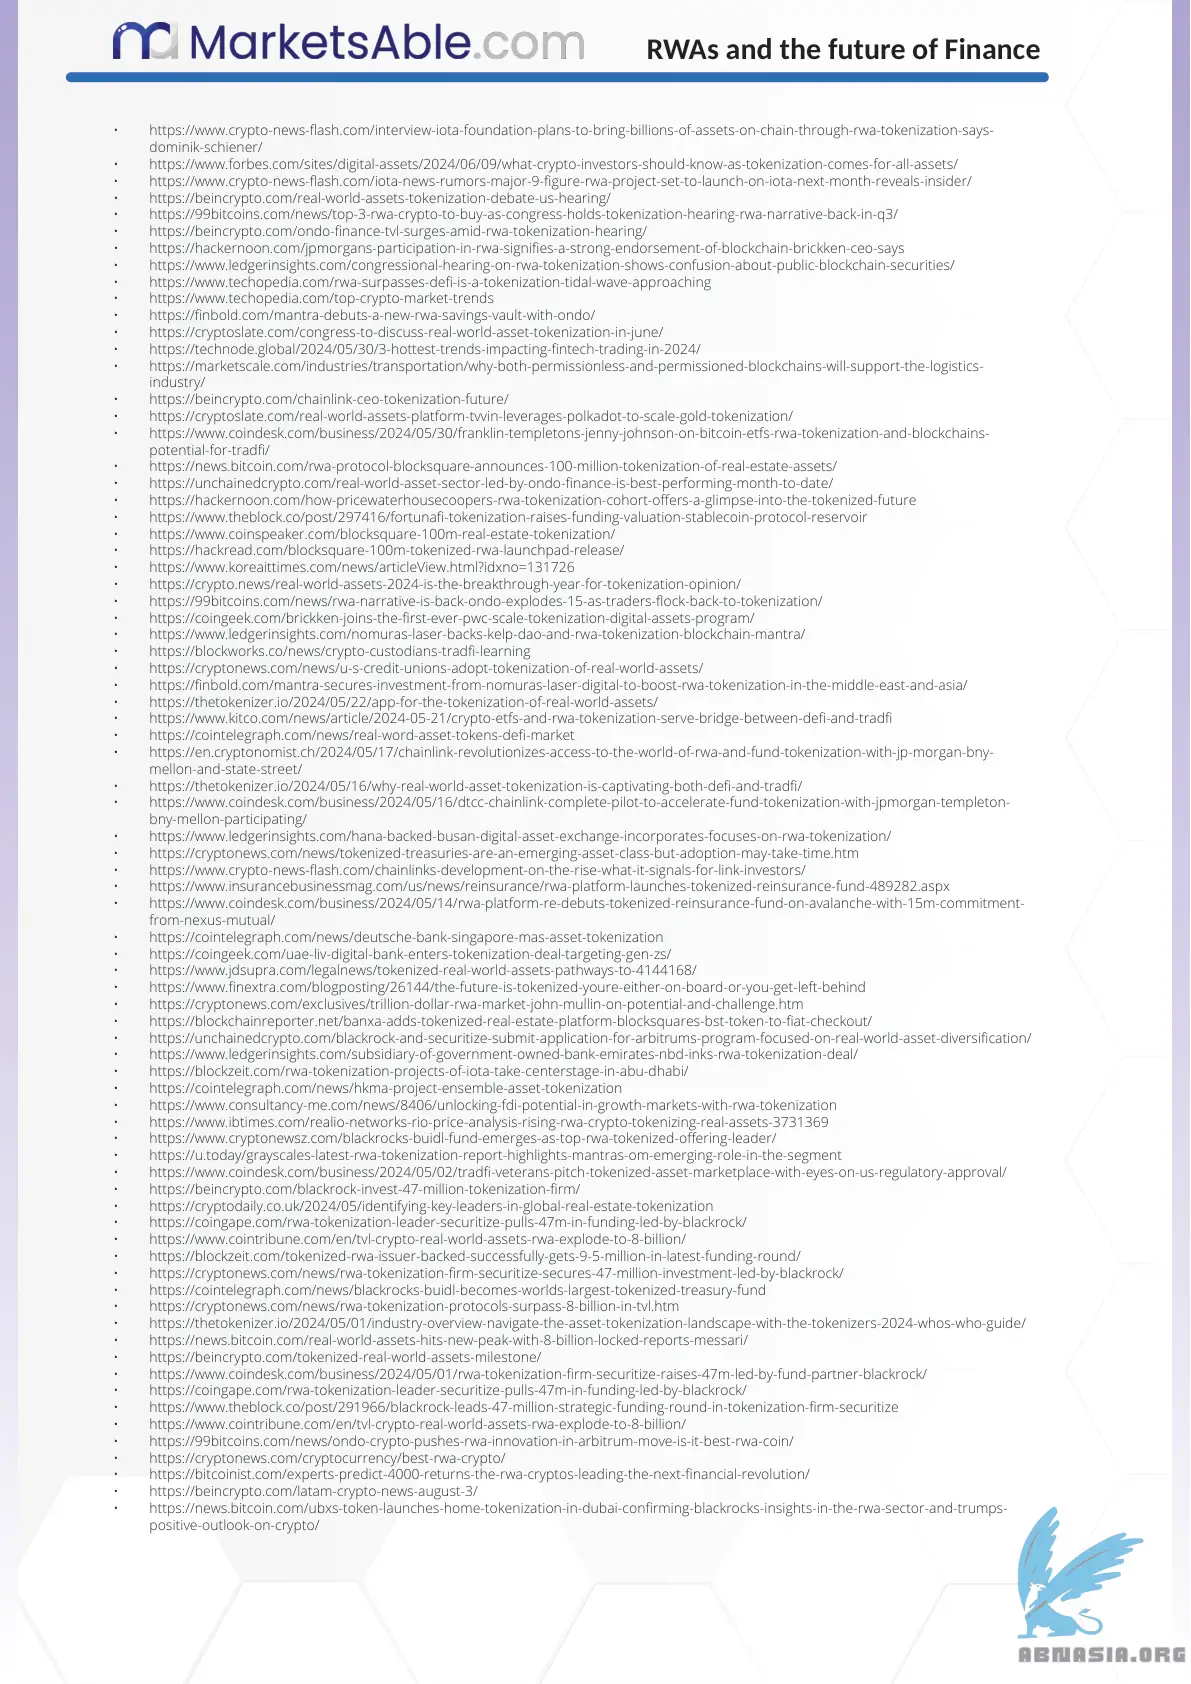 MarketsAble.com
RWAs and the future of Finance
• https://www.crypto-news-flash.com/interview-iota-foundation-plans-to-bring-billions-of-assets-on-chain-through-rwa-tokenization-says-
dominik-schiener/
• https://www.forbes.com/sites/digital-assets/2024/06/09/what-crypto-investors-should-know-as-tokenization-comes-for-all-assets/
• https://www.crypto-news-flash.com/iota-news-rumors-major-9-figure-rwa-project-set-to-launch-on-iota-next-month-reveals-insider/
• https://beincrypto.com/real-world-assets-tokenization-debate-us-hearing/
• https://99bitcoins.com/news/top-3-rwa-crypto-to-buy-as-congress-holds-tokenization-hearing-rwa-narrative-back-in-q3/
• https://beincrypto.com/ondo-finance-tvl-surges-amid-rwa-tokenization-hearing/
• https://hackernoon.com/jpmorgans-participation-in-rwa-signifies-a-strong-endorsement-of-blockchain-brickken-ceo-says
• https://www.ledgerinsights.com/congressional-hearing-on-rwa-tokenization-shows-confusion-about-public-blockchain-securities/
• https://www.techopedia.com/rwa-surpasses-defi-is-a-tokenization-tidal-wave-approaching
• https://www.techopedia.com/top-crypto-market-trends
• https://finbold.com/mantra-debuts-a-new-rwa-savings-vault-with-ondo/
• https://cryptoslate.com/congress-to-discuss-real-world-asset-tokenization-in-june/
• https://technode.global/2024/05/30/3-hottest-trends-impacting-fintech-trading-in-2024/
• https://marketscale.com/industries/transportation/why-both-permissionless-and-permissioned-blockchains-will-support-the-logistics-
industry/
• https://beincrypto.com/chainlink-ceo-tokenization-future/
• https://cryptoslate.com/real-world-assets-platform-tvvin-leverages-polkadot-to-scale-gold-tokenization/
• https://www.coindesk.com/business/2024/05/30/franklin-templetons-jenny-johnson-on-bitcoin-etfs-rwa-tokenization-and-blockchains-
potential-for-tradfi/
• https://news.bitcoin.com/rwa-protocol-blocksquare-announces-100-million-tokenization-of-real-estate-assets/
• https://unchainedcrypto.com/real-world-asset-sector-led-by-ondo-finance-is-best-performing-month-to-date/
• https://hackernoon.com/how-pricewaterhousecoopers-rwa-tokenization-cohort-offers-a-glimpse-into-the-tokenized-future
• https://www.theblock.co/post/297416/fortunafi-tokenization-raises-funding-valuation-stablecoin-protocol-reservoir
• https://www.coinspeaker.com/blocksquare-100m-real-estate-tokenization/
• https://hackread.com/blocksquare-100m-tokenized-rwa-launchpad-release/
• https://www.koreaittimes.com/news/articleView.html?idxno=131726
• https://crypto.news/real-world-assets-2024-is-the-breakthrough-year-for-tokenization-opinion/
• https://99bitcoins.com/news/rwa-narrative-is-back-ondo-explodes-15-as-traders-flock-back-to-tokenization/
• https://coingeek.com/brickken-joins-the-first-ever-pwc-scale-tokenization-digital-assets-program/
• https://www.ledgerinsights.com/nomuras-laser-backs-kelp-dao-and-rwa-tokenization-blockchain-mantra/
• https://blockworks.co/news/crypto-custodians-tradfi-learning
• https://cryptonews.com/news/u-s-credit-unions-adopt-tokenization-of-real-world-assets/
• https://finbold.com/mantra-secures-investment-from-nomuras-laser-digital-to-boost-rwa-tokenization-in-the-middle-east-and-asia/
• https://thetokenizer.io/2024/05/22/app-for-the-tokenization-of-real-world-assets/
• https://www.kitco.com/news/article/2024-05-21/crypto-etfs-and-rwa-tokenization-serve-bridge-between-defi-and-tradfi
• https://cointelegraph.com/news/real-word-asset-tokens-defi-market
• https://en.cryptonomist.ch/2024/05/17/chainlink-revolutionizes-access-to-the-world-of-rwa-and-fund-tokenization-with-jp-morgan-bny-
mellon-and-state-street/
• https://thetokenizer.io/2024/05/16/why-real-world-asset-tokenization-is-captivating-both-defi-and-tradfi/
• https://www.coindesk.com/business/2024/05/16/dtcc-chainlink-complete-pilot-to-accelerate-fund-tokenization-with-jpmorgan-templeton-
bny-mellon-participating/
• https://www.ledgerinsights.com/hana-backed-busan-digital-asset-exchange-incorporates-focuses-on-rwa-tokenization/
• https://cryptonews.com/news/tokenized-treasuries-are-an-emerging-asset-class-but-adoption-may-take-time.htm
• https://www.crypto-news-flash.com/chainlinks-development-on-the-rise-what-it-signals-for-link-investors/
• https://www.insurancebusinessmag.com/us/news/reinsurance/rwa-platform-launches-tokenized-reinsurance-fund-489282.aspx
• https://www.coindesk.com/business/2024/05/14/rwa-platform-re-debuts-tokenized-reinsurance-fund-on-avalanche-with-15m-commitment-
from-nexus-mutual/
• https://cointelegraph.com/news/deutsche-bank-singapore-mas-asset-tokenization
• https://coingeek.com/uae-liv-digital-bank-enters-tokenization-deal-targeting-gen-zs/
• https://www.jdsupra.com/legalnews/tokenized-real-world-assets-pathways-to-4144168/
• https://www.finextra.com/blogposting/26144/the-future-is-tokenized-youre-either-on-board-or-you-get-left-behind
• https://cryptonews.com/exclusives/trillion-dollar-rwa-market-john-mullin-on-potential-and-challenge.htm
• https://blockchainreporter.net/banxa-adds-tokenized-real-estate-platform-blocksquares-bst-token-to-fiat-checkout/
• https://unchainedcrypto.com/blackrock-and-securitize-submit-application-for-arbitrums-program-focused-on-real-world-asset-diversification/
• https://www.ledgerinsights.com/subsidiary-of-government-owned-bank-emirates-nbd-inks-rwa-tokenization-deal/
• https://blockzeit.com/rwa-tokenization-projects-of-iota-take-centerstage-in-abu-dhabi/
• https://cointelegraph.com/news/hkma-project-ensemble-asset-tokenization
• https://www.consultancy-me.com/news/8406/unlocking-fdi-potential-in-growth-markets-with-rwa-tokenization
• https://www.ibtimes.com/realio-networks-rio-price-analysis-rising-rwa-crypto-tokenizing-real-assets-3731369
• https://www.cryptonewsz.com/blackrocks-buidl-fund-emerges-as-top-rwa-tokenized-offering-leader/
• https://u.today/grayscales-latest-rwa-tokenization-report-highlights-mantras-om-emerging-role-in-the-segment
• https://www.coindesk.com/business/2024/05/02/tradfi-veterans-pitch-tokenized-asset-marketplace-with-eyes-on-us-regulatory-approval/
• https://beincrypto.com/blackrock-invest-47-million-tokenization-firm/
• https://cryptodaily.co.uk/2024/05/identifying-key-leaders-in-global-real-estate-tokenization
• https://coingape.com/rwa-tokenization-leader-securitize-pulls-47m-in-funding-led-by-blackrock/
• https://www.cointribune.com/en/tvl-crypto-real-world-assets-rwa-explode-to-8-billion/
• https://blockzeit.com/tokenized-rwa-issuer-backed-successfully-gets-9-5-million-in-latest-funding-round/
• https://cryptonews.com/news/rwa-tokenization-firm-securitize-secures-47-million-investment-led-by-blackrock/
• https://cointelegraph.com/news/blackrocks-buidl-becomes-worlds-largest-tokenized-treasury-fund
• https://cryptonews.com/news/rwa-tokenization-protocols-surpass-8-billion-in-tvl.htm
• https://thetokenizer.io/2024/05/01/industry-overview-navigate-the-asset-tokenization-landscape-with-the-tokenizers-2024-whos-who-guide/
• https://news.bitcoin.com/real-world-assets-hits-new-peak-with-8-billion-locked-reports-messari/
• https://beincrypto.com/tokenized-real-world-assets-milestone/
• https://www.coindesk.com/business/2024/05/01/rwa-tokenization-firm-securitize-raises-47m-led-by-fund-partner-blackrock/
• https://coingape.com/rwa-tokenization-leader-securitize-pulls-47m-in-funding-led-by-blackrock/
• https://www.theblock.co/post/291966/blackrock-leads-47-million-strategic-funding-round-in-tokenization-firm-securitize
• https://www.cointribune.com/en/tvl-crypto-real-world-assets-rwa-explode-to-8-billion/
• https://99bitcoins.com/news/ondo-crypto-pushes-rwa-innovation-in-arbitrum-move-is-it-best-rwa-coin/
• https://cryptonews.com/cryptocurrency/best-rwa-crypto/
• https://bitcoinist.com/experts-predict-4000-returns-the-rwa-cryptos-leading-the-next-financial-revolution/
• https://beincrypto.com/latam-crypto-news-august-3/
• https://news.bitcoin.com/ubxs-token-launches-home-tokenization-in-dubai-confirming-blackrocks-insights-in-the-rwa-sector-and-trumps-
positive-outlook-on-crypto/
ABNASIA.ORG